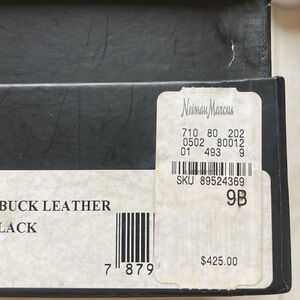 Neiman Marcus
710 80 202
0502 80012
01 493 9
SKU 89524369
9B
$425.00
BUCK LEATHER
LACK
7 879